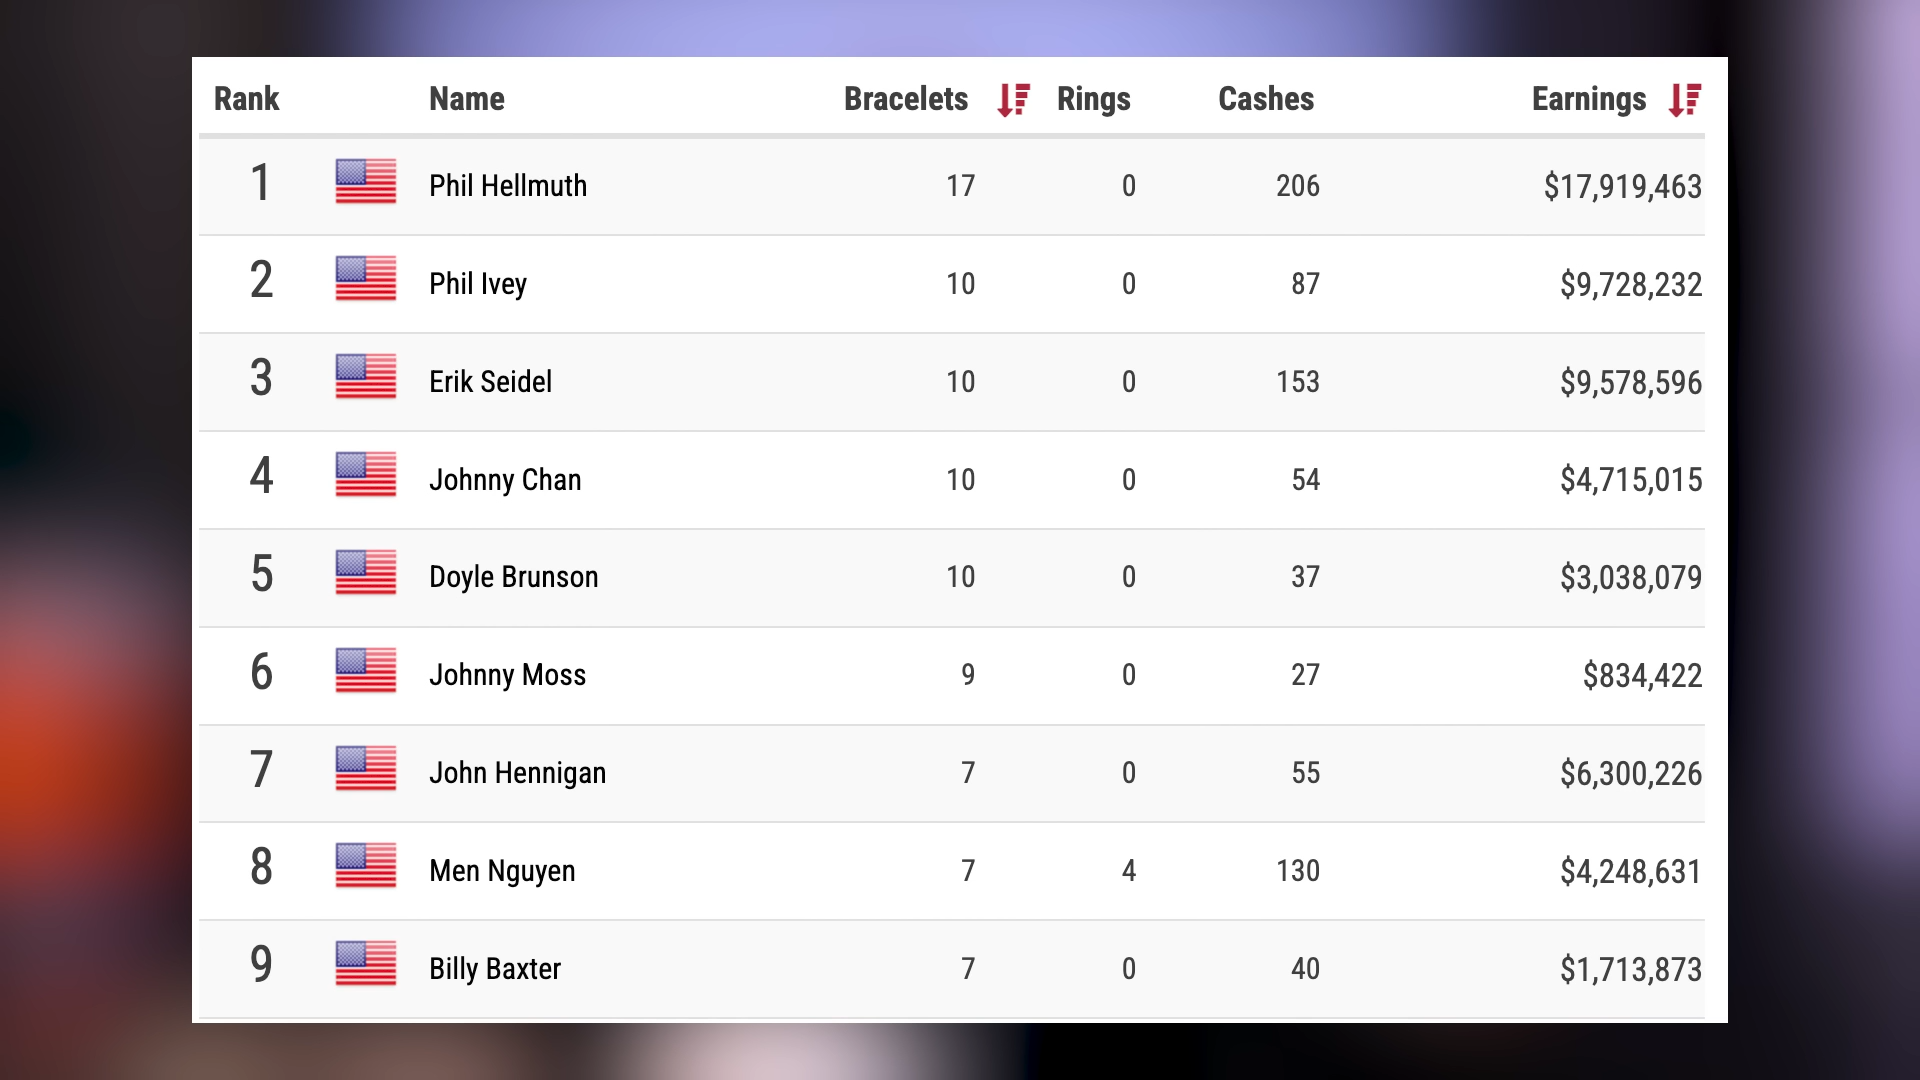 Rank Name Bracelets Rings Cashes Earnings
1 Phil Hellmuth 17 0 206 $17,919,463
2 Phil Ivey 10 0 87 $9,728,232
3 Erik Seidel 10 0 153 $9,578,596
4 Johnny Chan 10 0 54 $4,715,015
5 Doyle Brunson 10 0 37 $3,038,079
6 Johnny Moss 9 0 27 $834,422
7 John Hennigan 7 0 55 $6,300,226
8 Men Nguyen 7 4 130 $4,248,631
9 Billy Baxter 7 0 40 $1,713,873